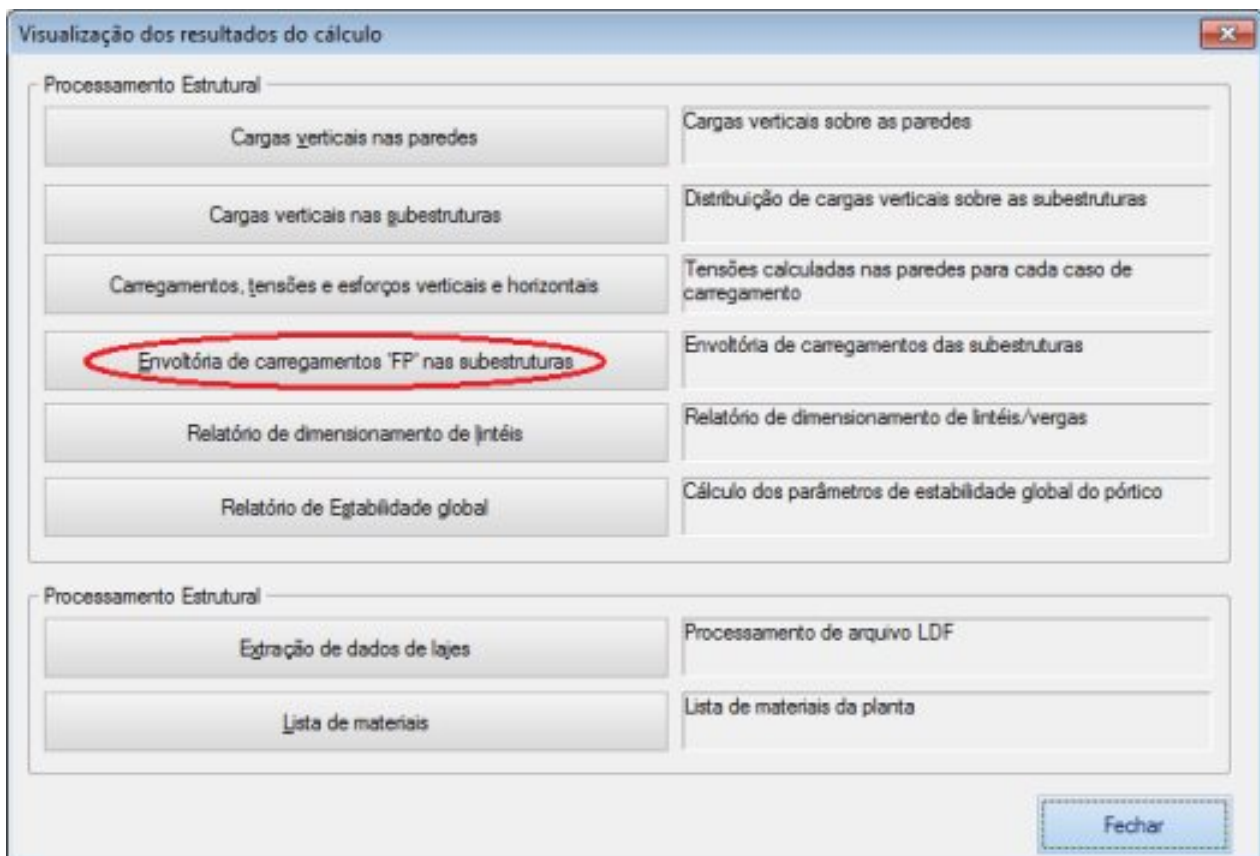 Visualização dos resultados do cálculo
Processamento Estrutural
Cargas verticais nas paredes
Cargas verticais sobre as paredes
Cargas verticais nas subestruturas
Distribuição de cargas verticais sobre as subestruturas
Carregamentos, tensões e esforços verticais e horizontais
Tensões calculadas nas paredes para cada caso de
carregamento
Envoltória de carregamentos "FP" nas subestruturas
Envoltória de carregamentos das subestruturas
Relatório de dimensionamento de lintéis
Relatório de dimensionamento de lintéis/vergas
Relatório de Estabilidade global
Cálculo dos parâmetros de estabilidade global do pórtico
Processamento Estrutural
Extração de dados de lajes
Processamento de arquivo LDF
Lista de materiais
Lista de materiais da planta
Fechar